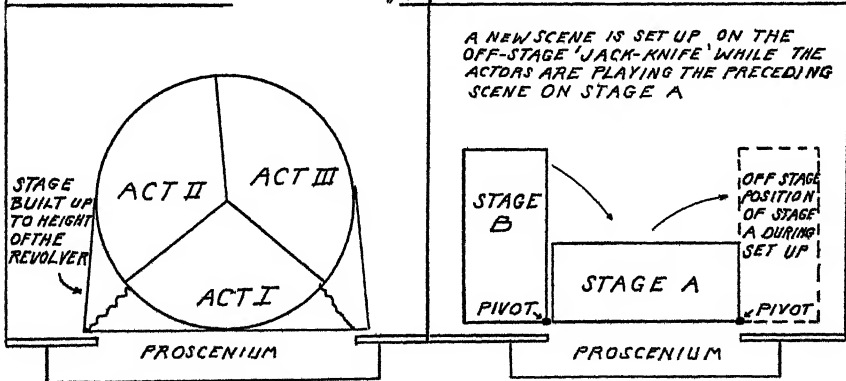 ACT II
ACT III
ACT I
STAGE
BUILT UP
TO HEIGHT
OF THE
REVOLVER
PROSCENIUM
A NEW SCENE IS SET UP ON THE
OFF-STAGE 'JACK-KNIFE' WHILE THE
ACTORS ARE PLAYING THE PRECEDING
SCENE ON STAGE A
STAGE
B
STAGE A
OFF STAGE
POSITION
OF STAGE
A DURING
SET UP
PIVOT
PIVOT
PROSCENIUM